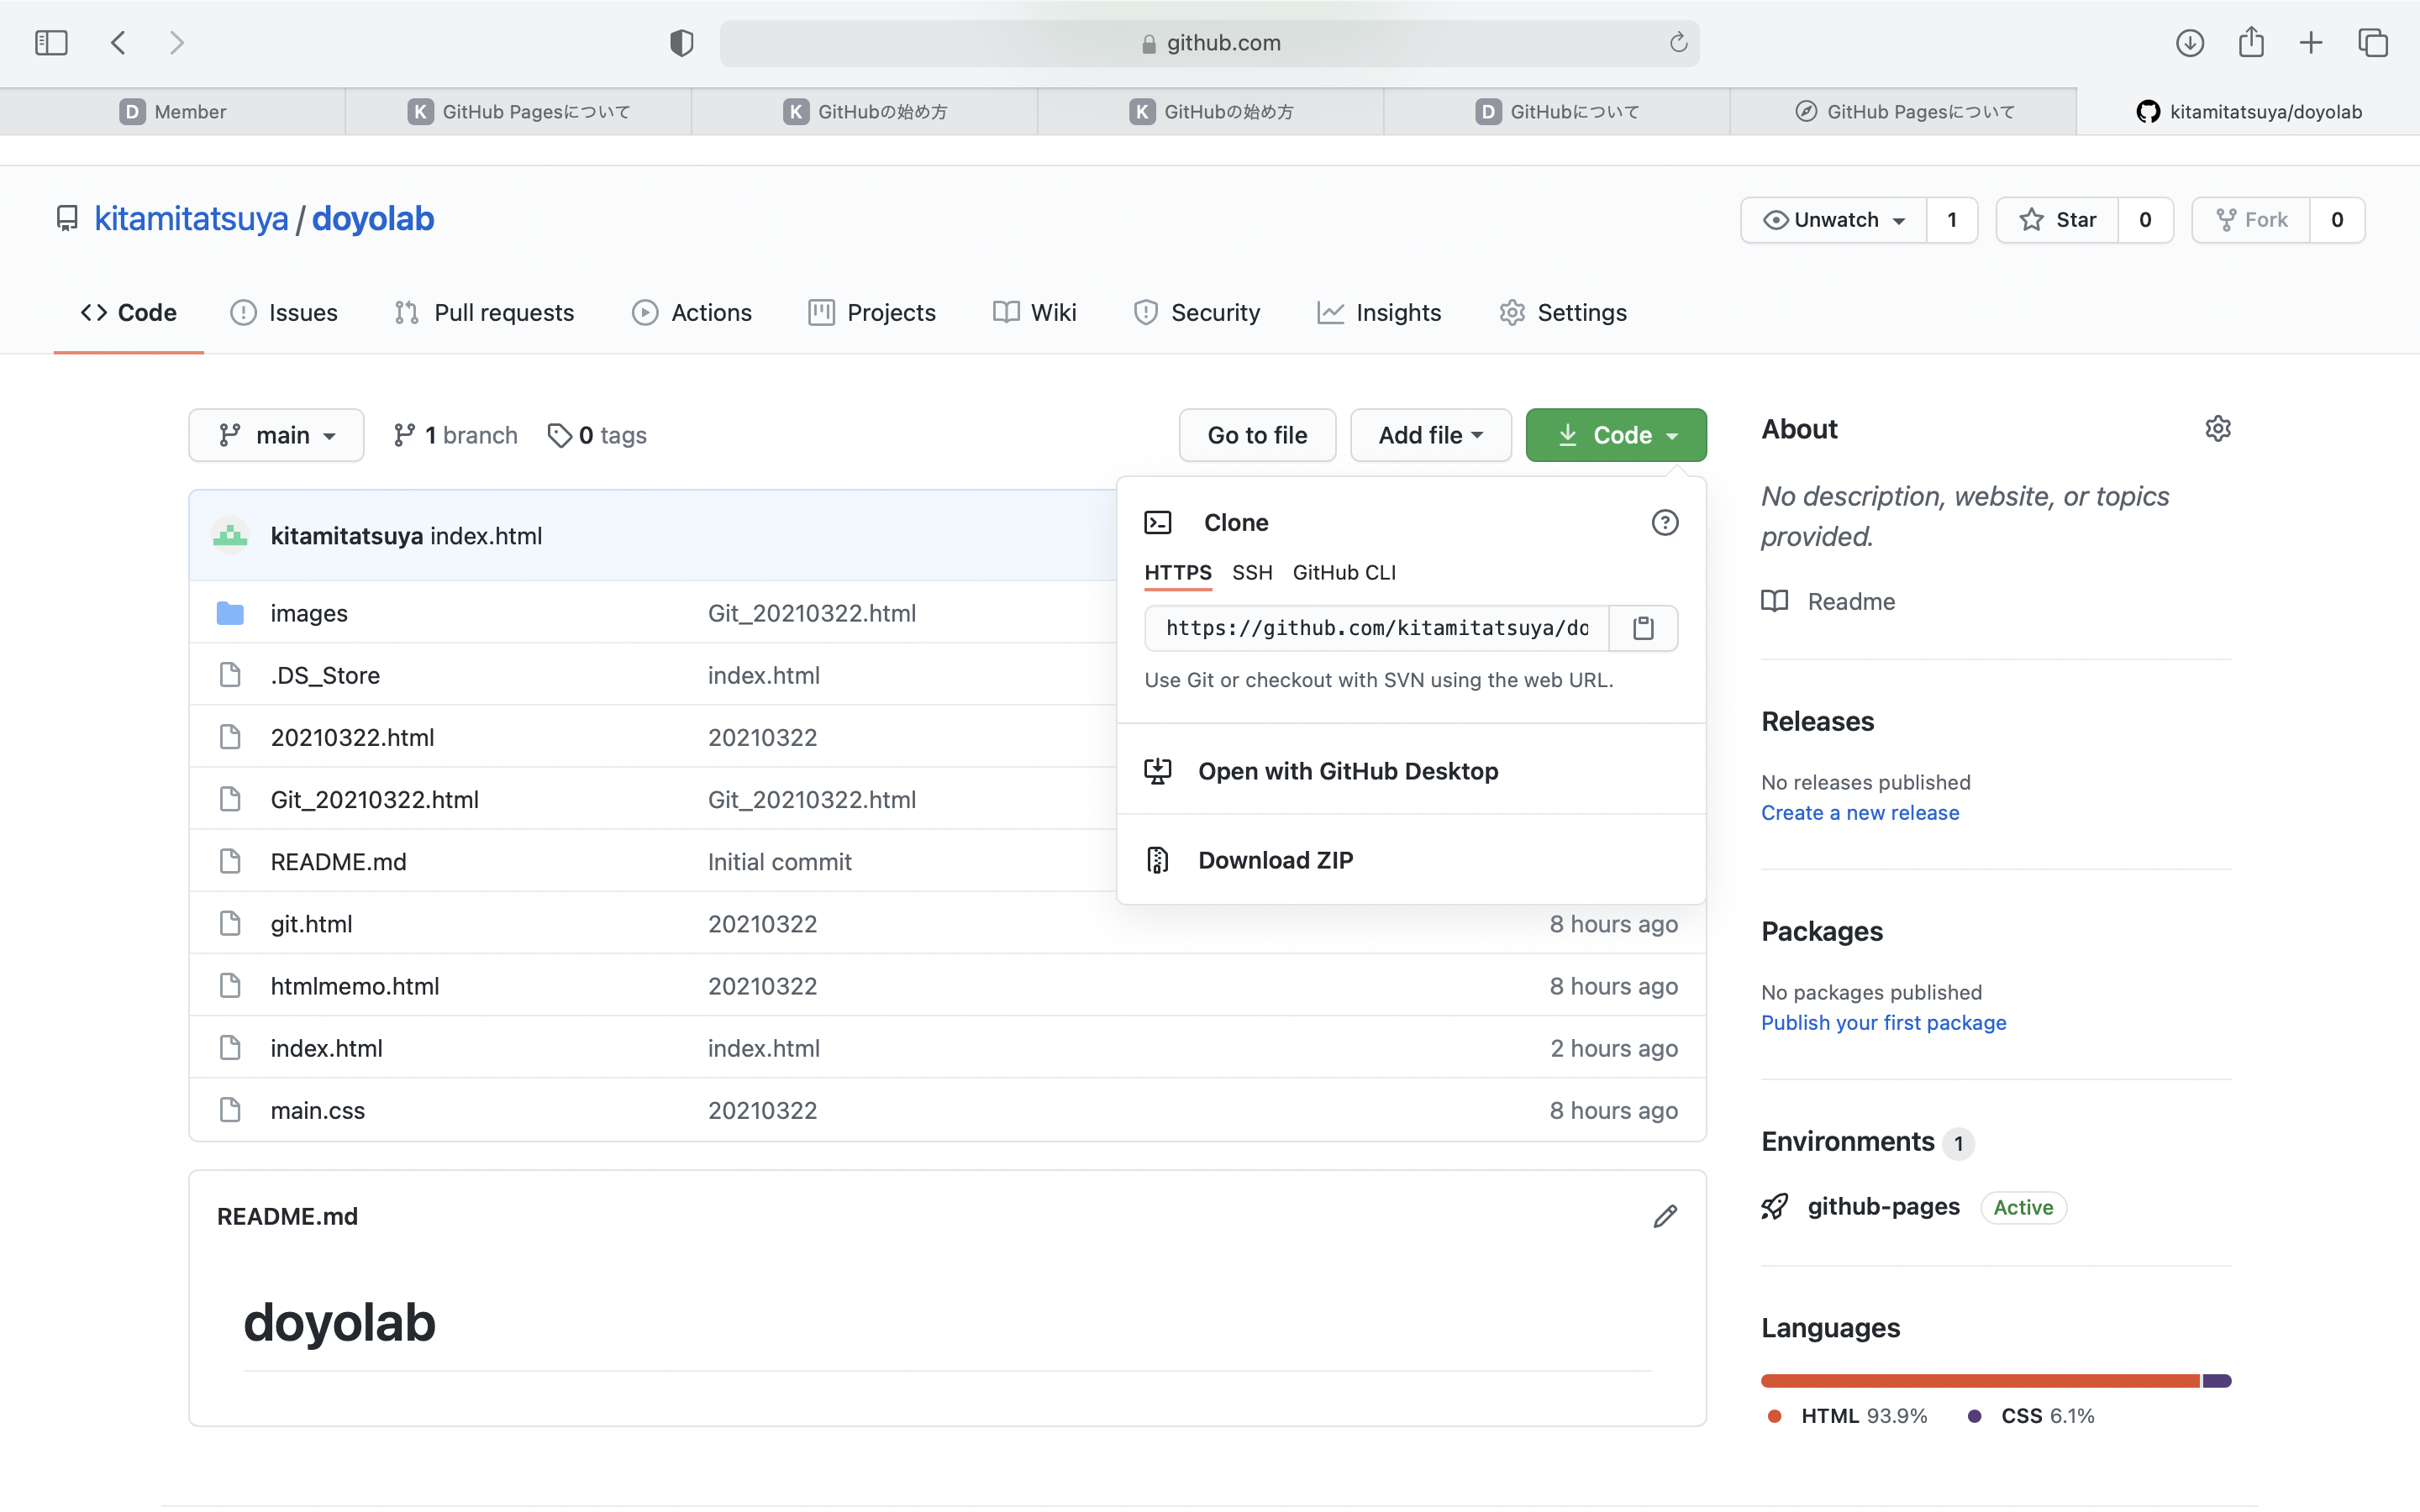 github.com
D Member
K GitHub Pagesについて
K GitHubの始め方
K GitHubの始め方
D GitHubについて
GitHub Pagesについて
kitamitatsuya/doyolab
kitamitatsuya / doyolab
Unwatch 1
Star 0
Fork 0
Code
Issues
Pull requests
Actions
Projects
Wiki
Security
Insights
Settings
main
1 branch
0 tags
Go to file
Add file
Code
kitamitatsuya index.html
images Git_20210322.html
.DS_Store index.html
20210322.html 20210322
Git_20210322.html Git_20210322.html
README.md Initial commit
git.html 20210322 8 hours ago
htmlmemo.html 20210322 8 hours ago
index.html index.html 2 hours ago
main.css 20210322 8 hours ago
Clone
HTTPS SSH GitHub CLI
https://github.com/kitamitatsuya/do
Use Git or checkout with SVN using the web URL.
Open with GitHub Desktop
Download ZIP
README.md
doyolab
About
No description, website, or topics
provided.
Readme
Releases
No releases published
Create a new release
Packages
No packages published
Publish your first package
Environments 1
github-pages Active
Languages
HTML 93.9% CSS 6.1%